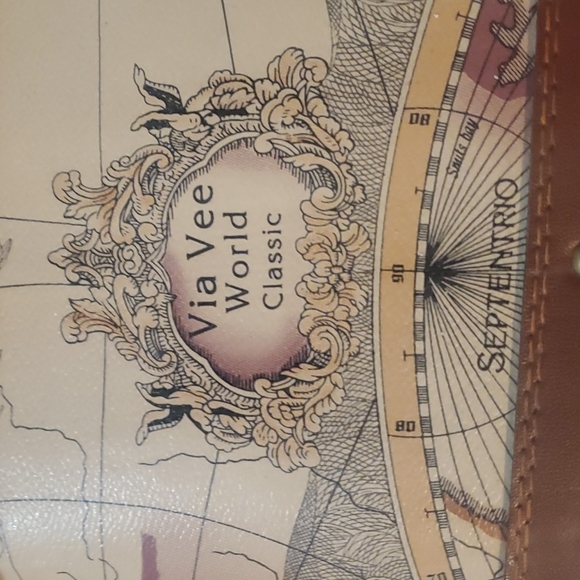 Via Vee
World
Classic
80
90
80
SEPTENTRIO